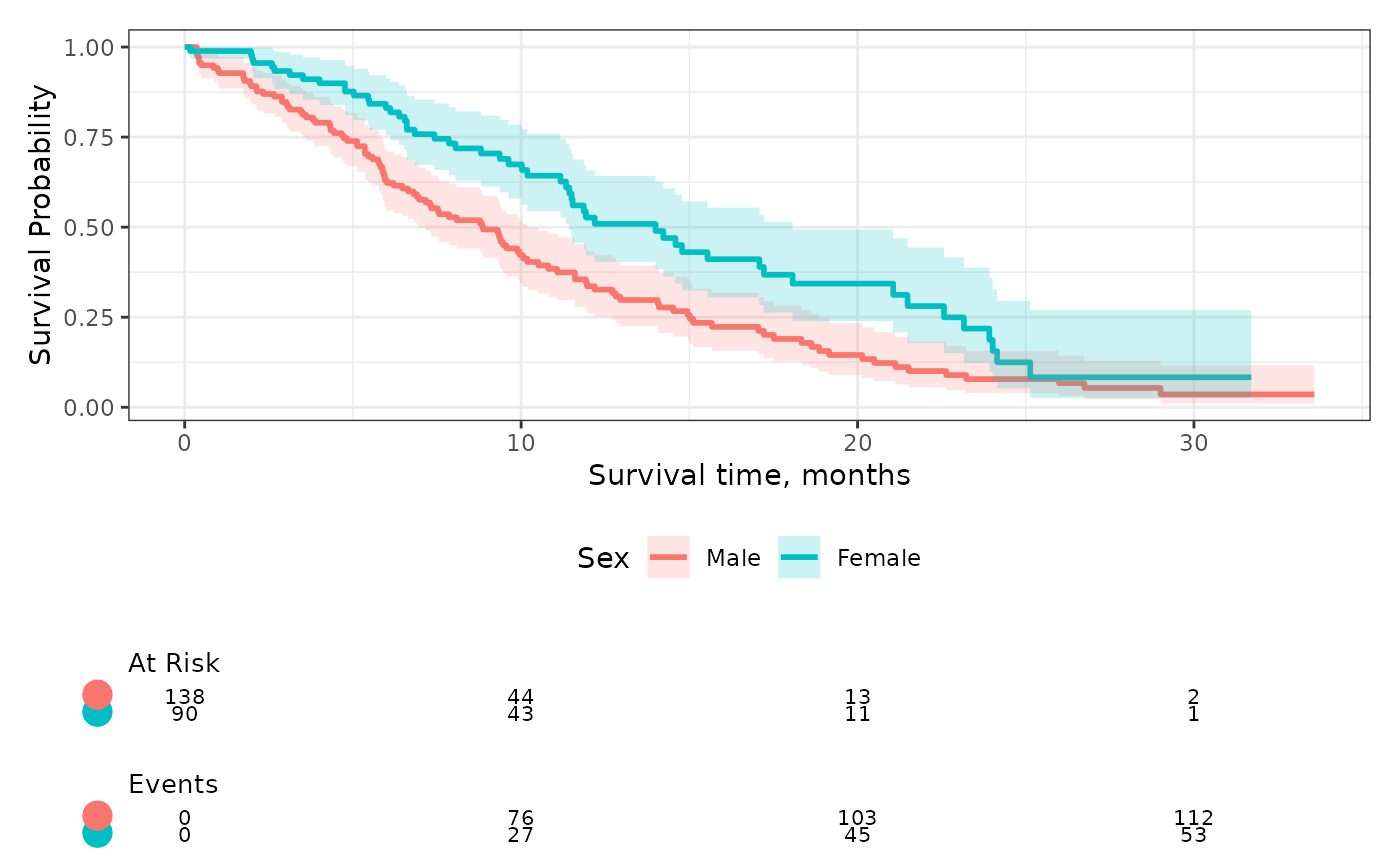 1.00
0.75
0.50
0.25
0.00
Survival Probability
0 10 20 30
Survival time, months
Sex Male Female
At Risk
138 44 13 2
90 43 11 1
Events
0 76 103 112
0 27 45 53